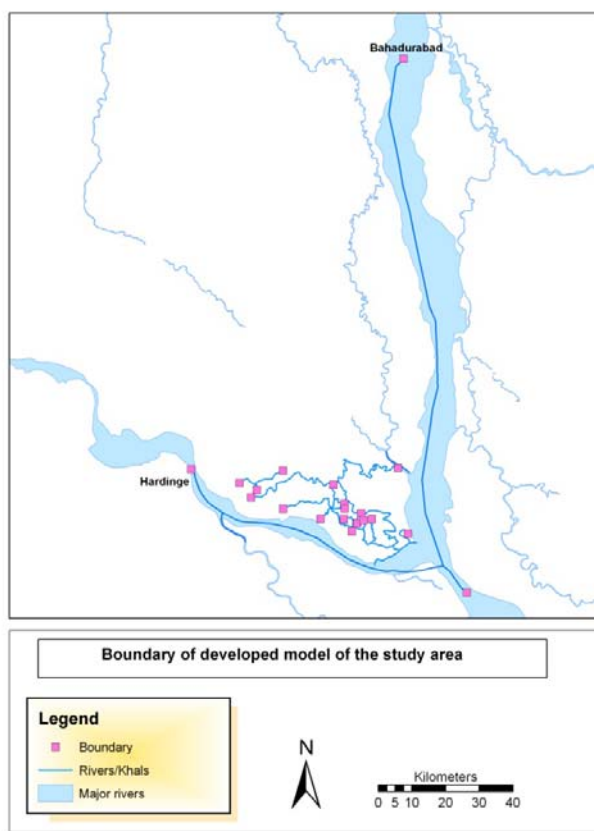 Bahadurabad
Hardinge
Boundary of developed model of the study area
Legend
Boundary
Rivers/Khals
Major rivers
N
Kilometers
0 5 10 20 30 40